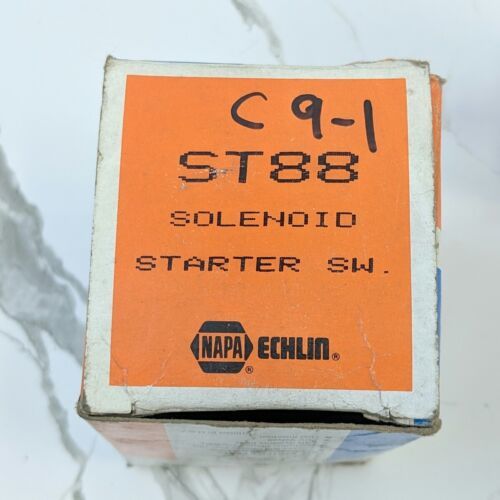 C 9-1
ST88
SOLENOID
STARTER SW.
NAPA® ECHLIN®